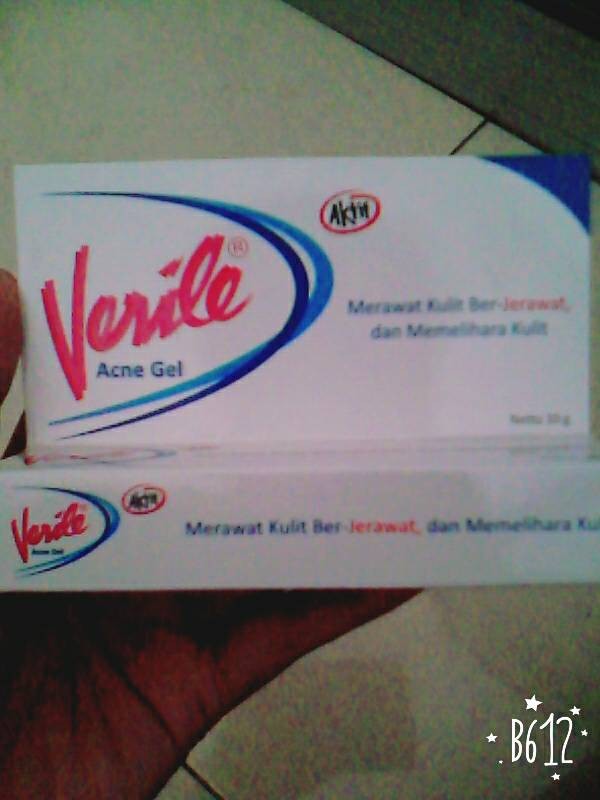 Verile®
Acne Gel
Aktif
Merawat Kulit Ber-Jerawat,
dan Memelihara Kulit
Netto 10 g
Verile
Acne Gel
Aktif
Merawat Kulit Ber-Jerawat, dan Memelihara Ku
B612